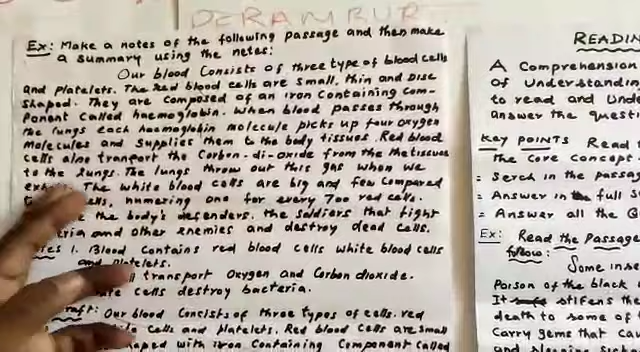 PERAMBUR
Ex: Make a notes of the following passage and then make
a summary using the notes:
Our blood consists of three type of blood cells
and platelets. The Red blood cells are small, thin and Disc
shaped. They are composed of an iron containing com-
ponent called haemoglobin. When blood passes through
the lungs each haemoglobin molecule picks up four oxygen
molecules and supplies them to the body tissues. Red blood
cells also tranport the Carbon-di-oxide from the thetissues
to the lungs. The lungs throw out this gas when we
The white blood cells are big and few compared
cells, numering one for every 700 red cells.
the body's defenders, the soldiers that fight
and other enemies and destroy dead cells.
1. Blood contains red blood cells white blood cells
and platelets.
transport Oxygen and Carbon dioxide.
cells destroy bacteria.
Our blood consists of three types of cells. red
cells and platelets. Red blood cells are small
with iron containing component called
READIN
A Comprehension
of understandin
to read and und
answer the questi
KEY POINTS Read
the core concept
= Serch in the passag
= Answer in the full s
= Answer all the Q
Ex: Read the Passage
follow:
Some inse
Poison of the black
It stifens the
death to some of
Carry gems that cau
and